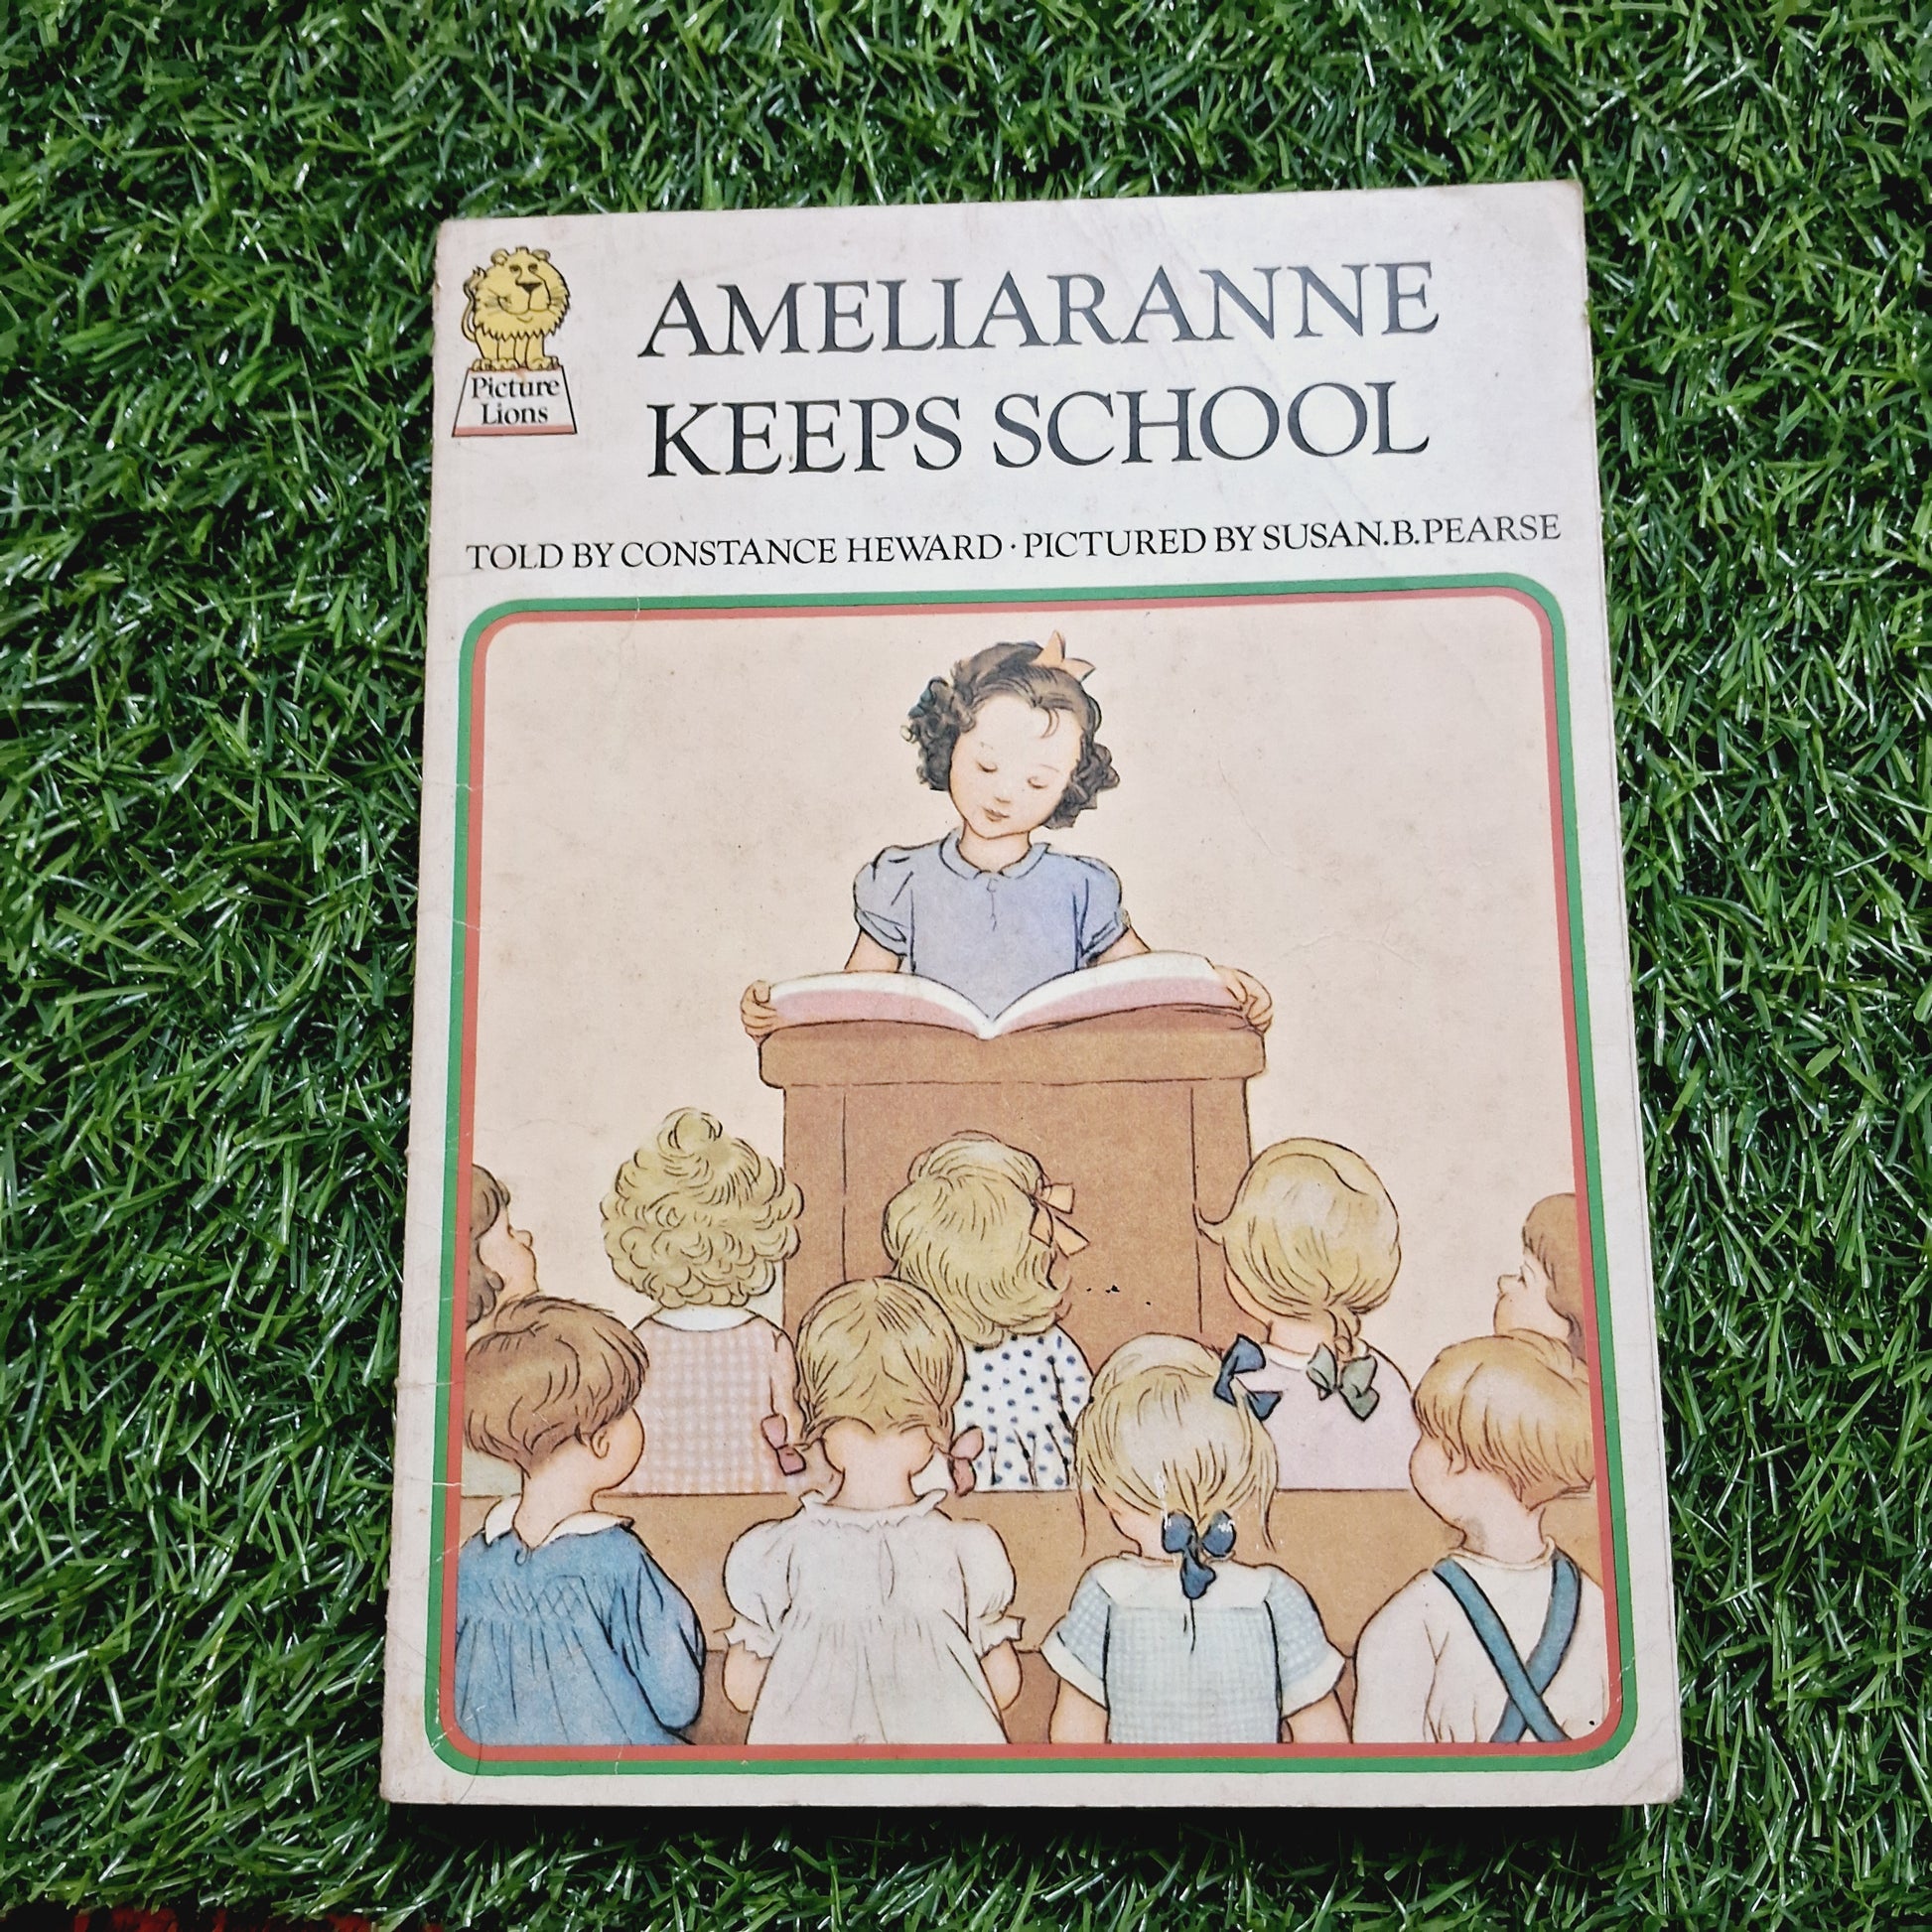 AMELIARANNE
KEEPS SCHOOL
Picture
Lions
TOLD BY CONSTANCE HEWARD · PICTURED BY SUSAN.B.PEARSE